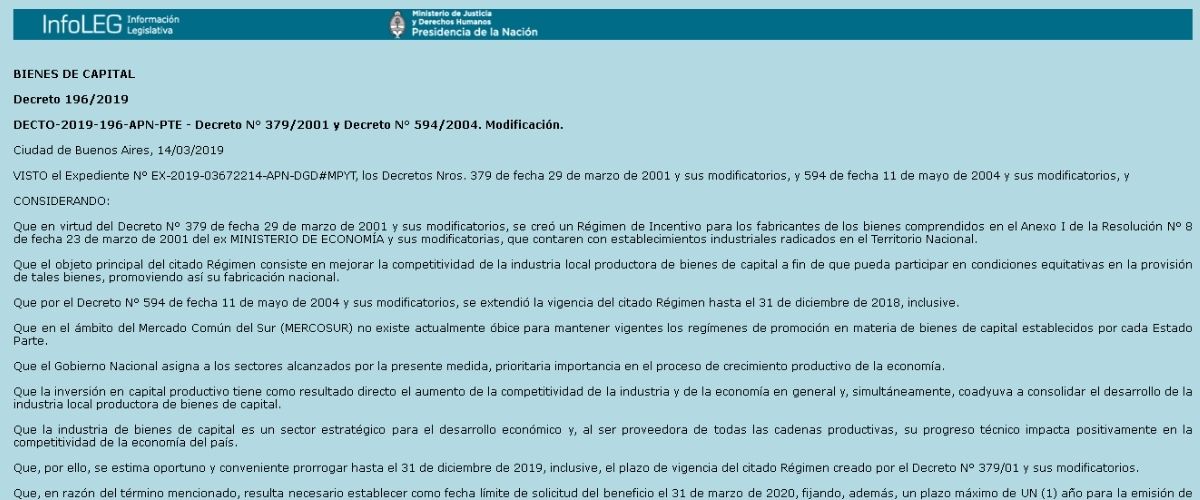 InfoLEG Información
Legislativa
Ministerio de Justicia
y Derechos Humanos
Presidencia de la Nación
BIENES DE CAPITAL
Decreto 196/2019
DECTO-2019-196-APN-PTE - Decreto N° 379/2001 y Decreto N° 594/2004. Modificación.
Ciudad de Buenos Aires, 14/03/2019
VISTO el Expediente Nº EX-2019-03672214-APN-DGD#MPYT, los Decretos Nros. 379 de fecha 29 de marzo de 2001 y sus modificatorios, y 594 de fecha 11 de mayo de 2004 y sus modificatorios, y
CONSIDERANDO:
Que en virtud del Decreto Nº 379 de fecha 29 de marzo de 2001 y sus modificatorios, se creó un Régimen de Incentivo para los fabricantes de los bienes comprendidos en el Anexo I de la Resolución Nº 8
de fecha 23 de marzo de 2001 del ex MINISTERIO DE ECONOMÍA y sus modificatorias, que contaren con establecimientos industriales radicados en el Territorio Nacional.
Que el objeto principal del citado Régimen consiste en mejorar la competitividad de la industria local productora de bienes de capital a fin de que pueda participar en condiciones equitativas en la provisión
de tales bienes, promoviendo así su fabricación nacional.
Que por el Decreto Nº 594 de fecha 11 de mayo de 2004 y sus modificatorios, se extendió la vigencia del citado Régimen hasta el 31 de diciembre de 2018, inclusive.
Que en el ámbito del Mercado Común del Sur (MERCOSUR) no existe actualmente óbice para mantener vigentes los regímenes de promoción en materia de bienes de capital establecidos por cada Estado
Parte.
Que el Gobierno Nacional asigna a los sectores alcanzados por la presente medida, prioritaria importancia en el proceso de crecimiento productivo de la economía.
Que la inversión en capital productivo tiene como resultado directo el aumento de la competitividad de la industria y de la economía en general y, simultáneamente, coadyuva a consolidar el desarrollo de la
industria local productora de bienes de capital.
Que la industria de bienes de capital es un sector estratégico para el desarrollo económico y, al ser proveedora de todas las cadenas productivas, su progreso técnico impacta positivamente en la
competitividad de la economía del país.
Que, por ello, se estima oportuno y conveniente prorrogar hasta el 31 de diciembre de 2019, inclusive, el plazo de vigencia del citado Régimen creado por el Decreto Nº 379/01 y sus modificatorios.
Que, en razón del término mencionado, resulta necesario establecer como fecha límite de solicitud del beneficio el 31 de marzo de 2020, fijando, además, un plazo máximo de UN (1) año para la emisión de